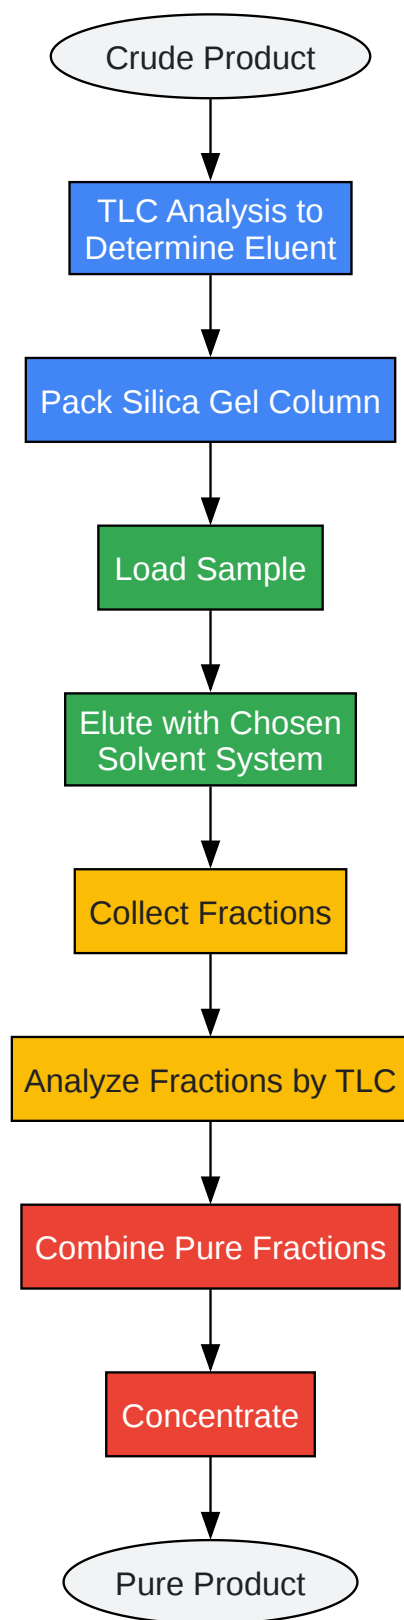 Crude Product
TLC Analysis to
Determine Eluent
Pack Silica Gel Column
Load Sample
Elute with Chosen
Solvent System
Collect Fractions
Analyze Fractions by TLC
Combine Pure Fractions
Concentrate
Pure Product